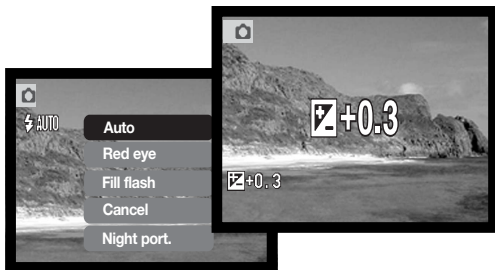 AUTO
Auto
Red eye
Fill flash
Cancel
Night port.
+0.3
+0.3